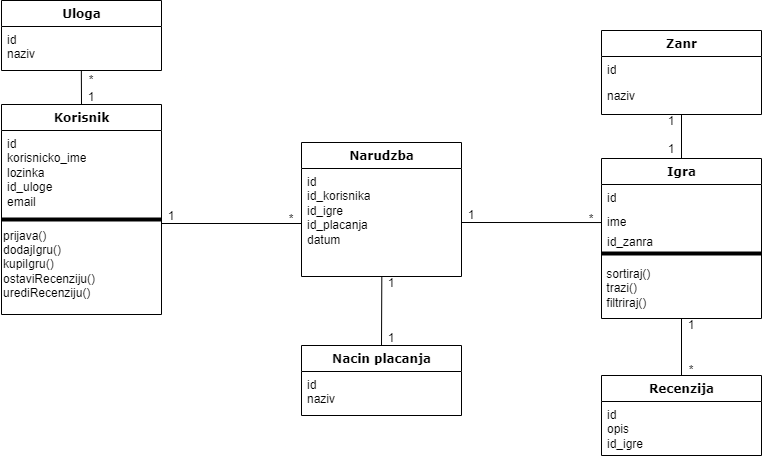 Uloga
id
naziv
*
1
Korisnik
id
korisnicko_ime
lozinka
id_uloge
email
prijava()
dodajIgru()
kupiIgru()
ostaviRecenziju()
urediRecenziju()
1
*
Narudzba
id
id_korisnika
id_igre
id_placanja
datum
1
1
Nacin placanja
id
naziv
1
*
Zanr
id
naziv
1
1
Igra
id
ime
id_zanra
sortiraj()
trazi()
filtriraj()
1
*
Recenzija
id
opis
id_igre